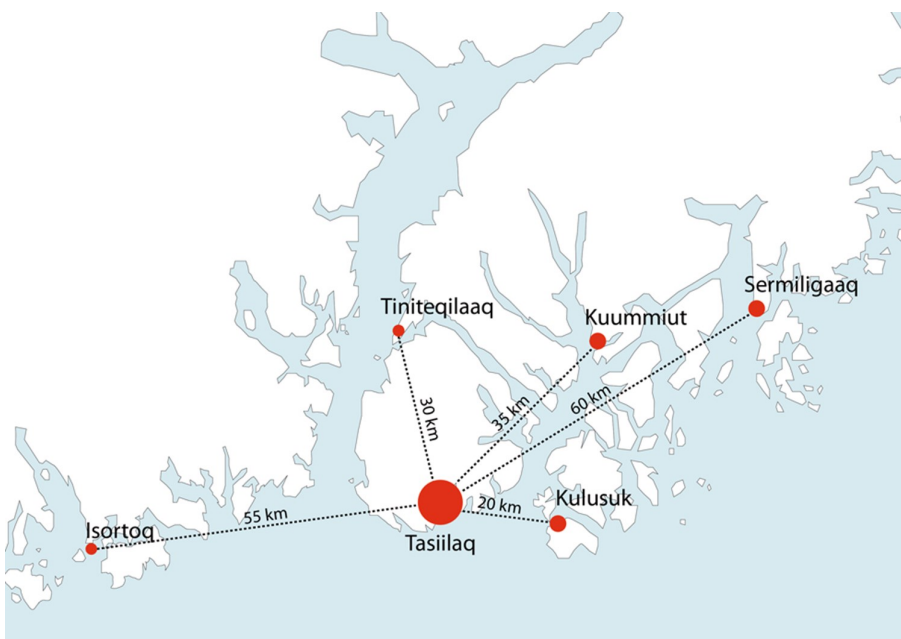 Sermiligaaq
Tiniteqilaaq
Kuummiut
30 km
35 km
60 km
Kulusuk
20 km
55 km
Isortoq
Tasiilaq